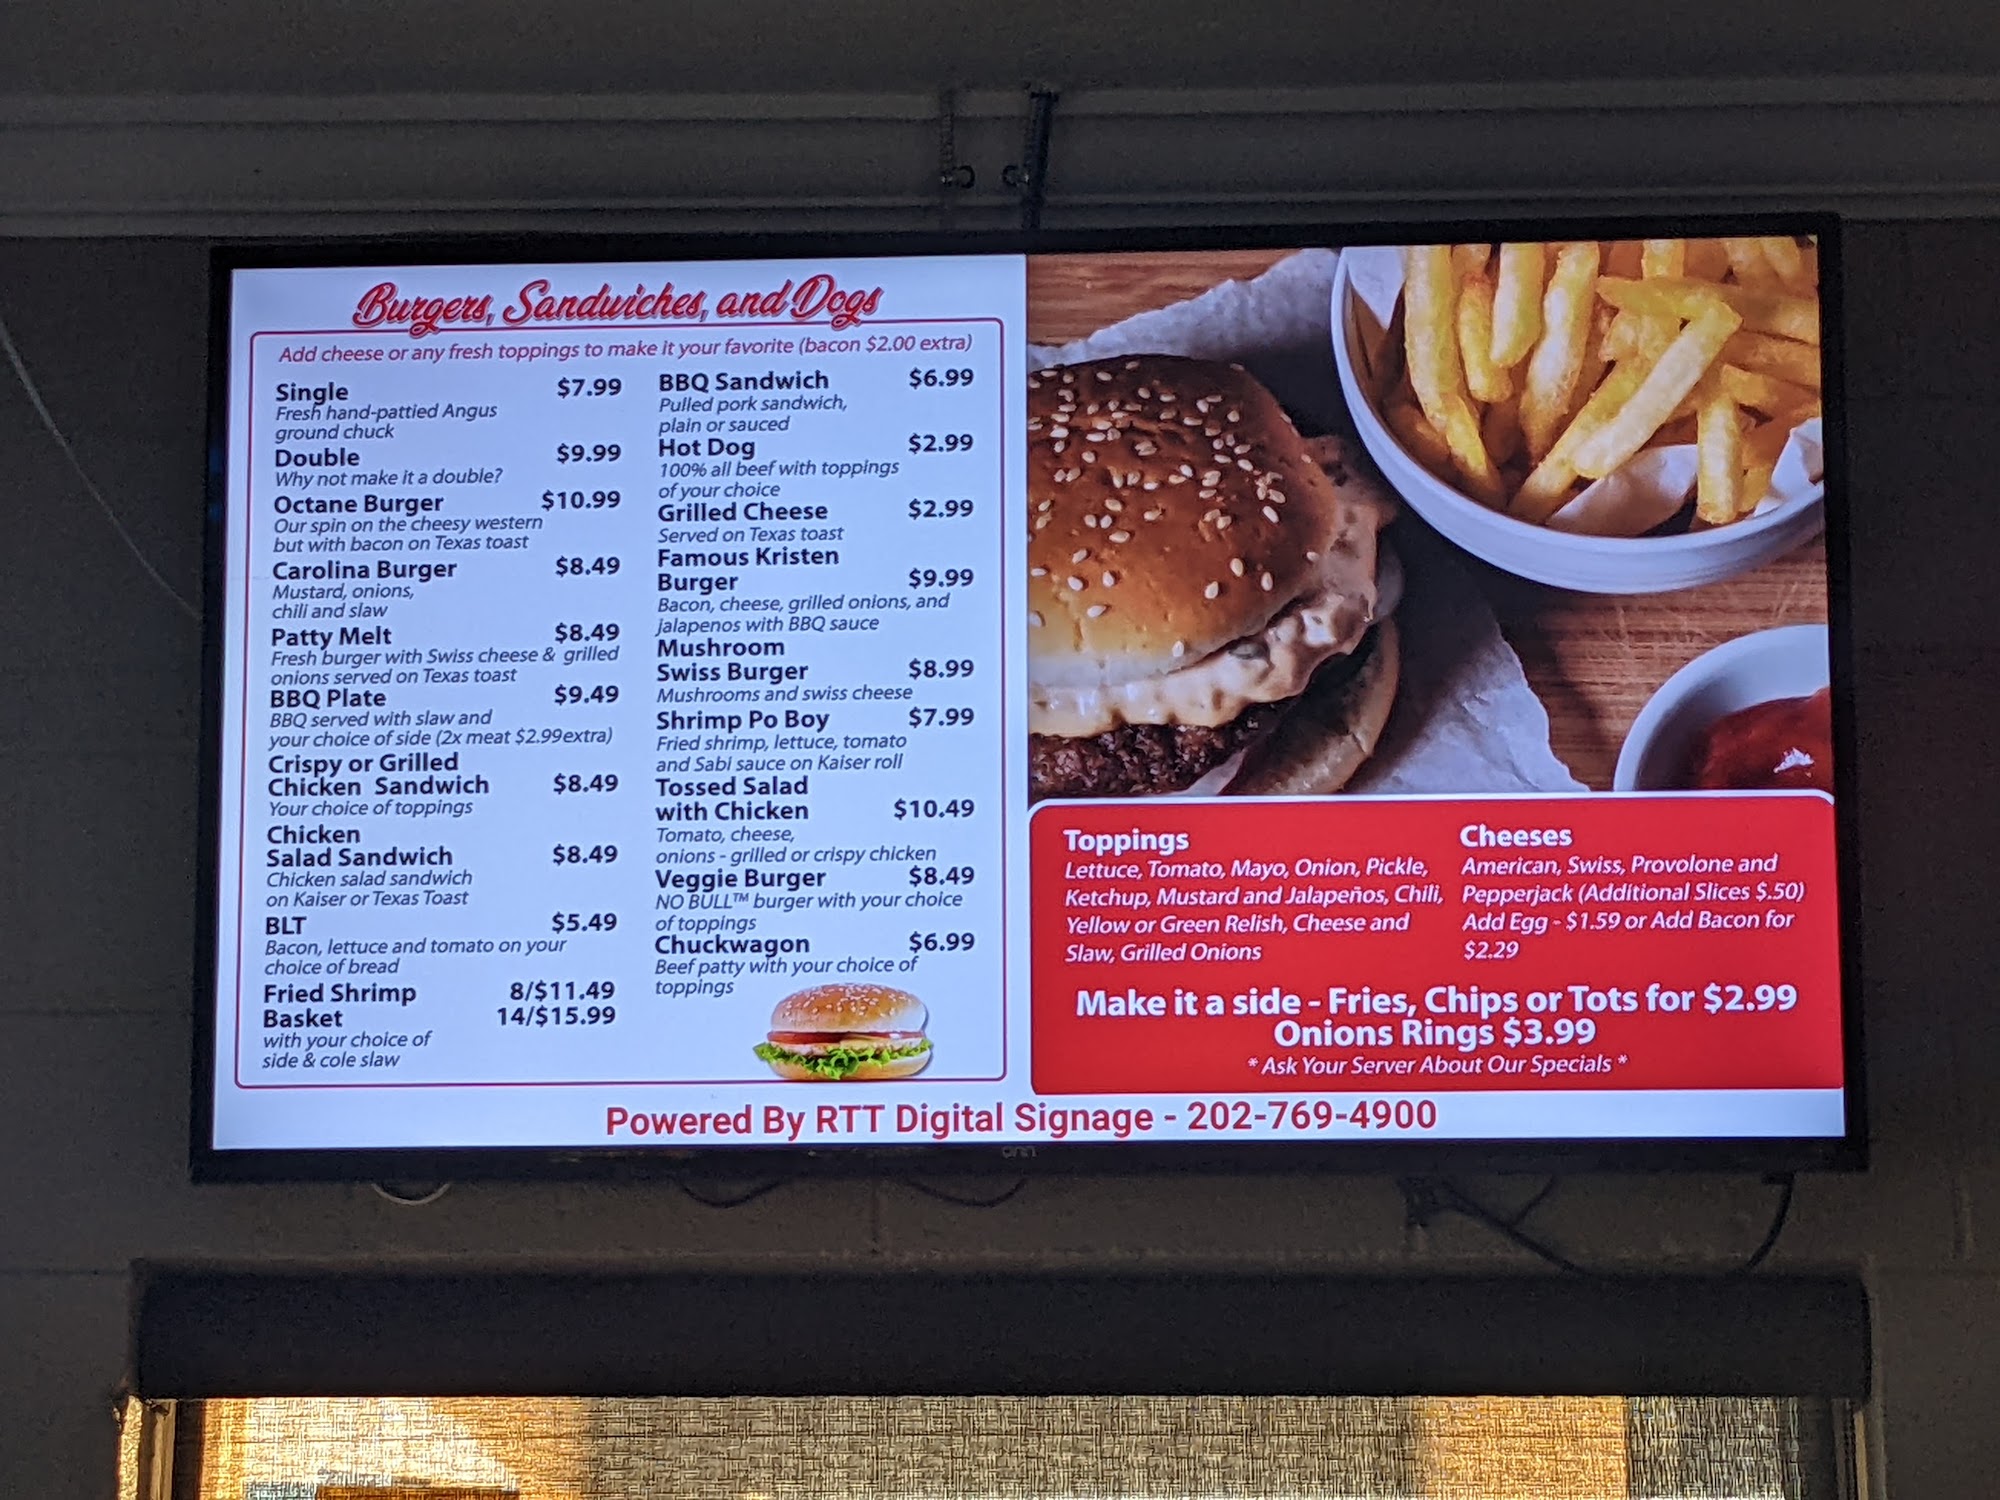 Burgers, Sandwiches, and Dogs
Add cheese or any fresh toppings to make it your favorite (bacon $2.00 extra)
Single $7.99
Fresh hand-pattied Angus
ground chuck
Double $9.99
Why not make it a double?
Octane Burger $10.99
Our spin on the cheesy western
but with bacon on Texas toast
Carolina Burger $8.49
Mustard, onions,
chili and slaw
Patty Melt $8.49
Fresh burger with Swiss cheese & grilled
onions served on Texas toast
BBQ Plate $9.49
BBQ served with slaw and
your choice of side (2x meat $2.99extra)
Crispy or Grilled
Chicken Sandwich $8.49
Your choice of toppings
Chicken
Salad Sandwich $8.49
Chicken salad sandwich
on Kaiser or Texas Toast
BLT $5.49
Bacon, lettuce and tomato on your
choice of bread
Fried Shrimp 8/$11.49
Basket 14/$15.99
with your choice of
side & cole slaw
BBQ Sandwich $6.99
Pulled pork sandwich,
plain or sauced
Hot Dog $2.99
100% all beef with toppings
of your choice
Grilled Cheese $2.99
Served on Texas toast
Famous Kristen
Burger $9.99
Bacon, cheese, grilled onions, and
jalapenos with BBQ sauce
Mushroom
Swiss Burger $8.99
Mushrooms and swiss cheese
Shrimp Po Boy $7.99
Fried shrimp, lettuce, tomato
and Sabi sauce on Kaiser roll
Tossed Salad
with Chicken $10.49
Tomato, cheese,
onions - grilled or crispy chicken
Veggie Burger $8.49
NO BULL™ burger with your choice
of toppings
Chuckwagon $6.99
Beef patty with your choice of
toppings
Toppings
Lettuce, Tomato, Mayo, Onion, Pickle,
Ketchup, Mustard and Jalapeños, Chili,
Yellow or Green Relish, Cheese and
Slaw, Grilled Onions
Cheeses
American, Swiss, Provolone and
Pepperjack (Additional Slices $.50)
Add Egg - $1.59 or Add Bacon for
$2.29
Make it a side - Fries, Chips or Tots for $2.99
Onions Rings $3.99
* Ask Your Server About Our Specials *
Powered By RTT Digital Signage - 202-769-4900
onn